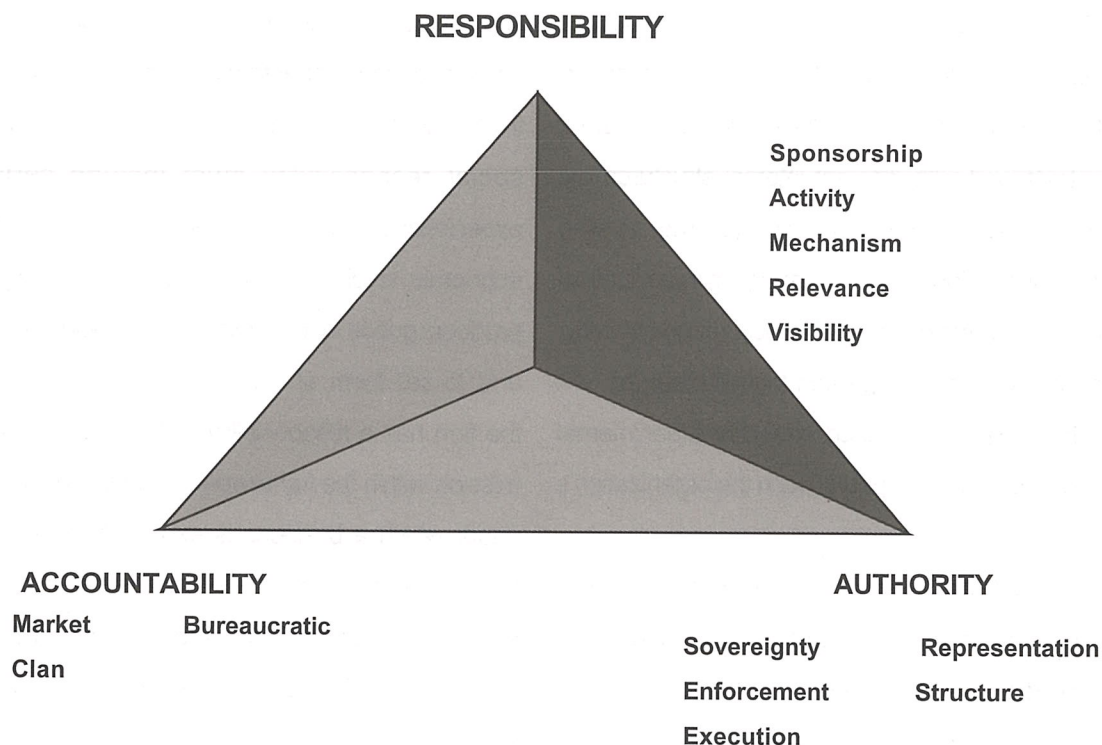 RESPONSIBILITY
Sponsorship
Activity
Mechanism
Relevance
Visibility
ACCOUNTABILITY
Market Bureaucratic
Clan
AUTHORITY
Sovereignty Representation
Enforcement Structure
Execution